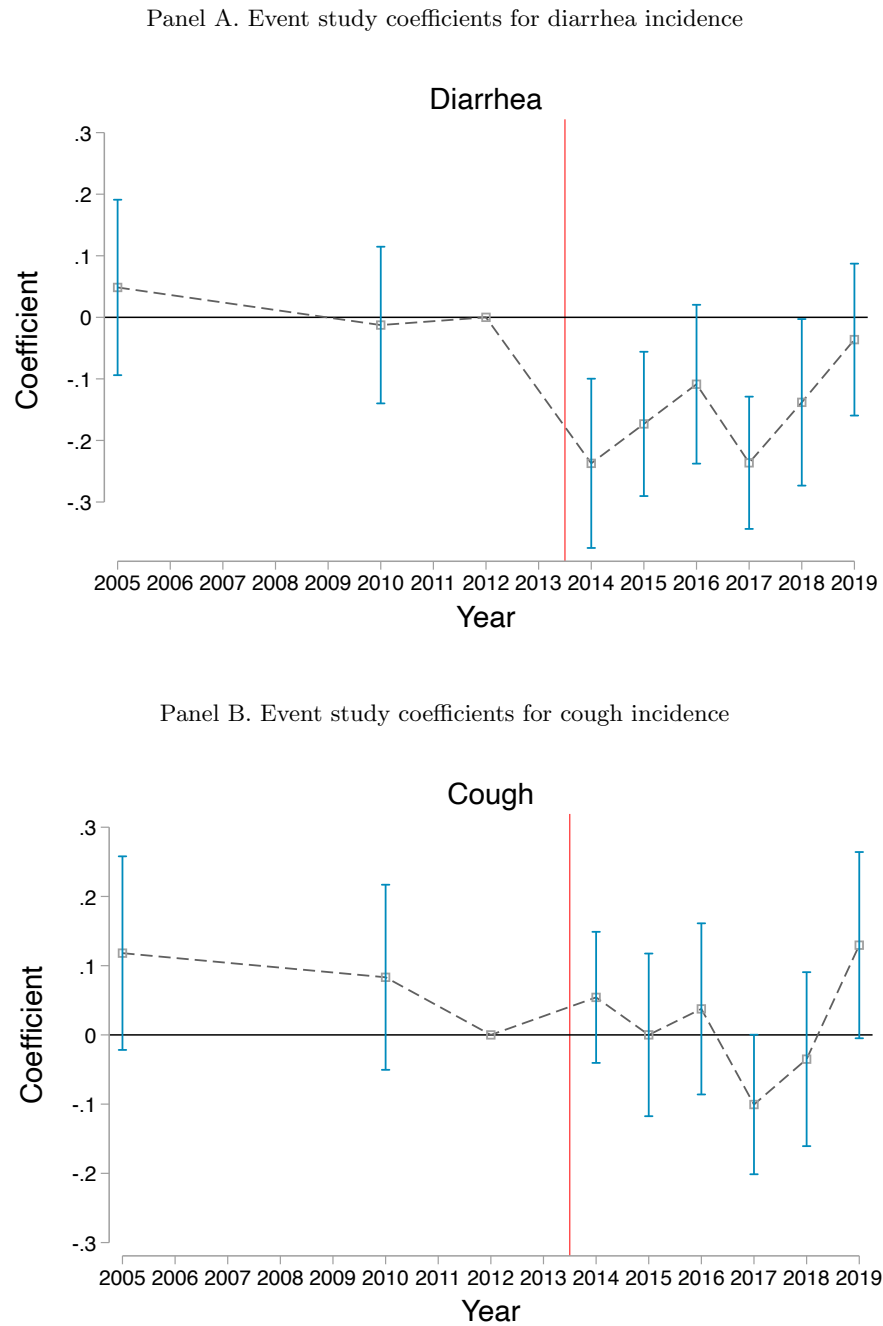 Panel A. Event study coefficients for diarrhea incidence
Diarrhea
.3
.2
.1
0
-.1
-.2
-.3
Coefficient
2005 2006 2007 2008 2009 2010 2011 2012 2013 2014 2015 2016 2017 2018 2019
Year
Panel B. Event study coefficients for cough incidence
Cough
.3
.2
.1
0
-.1
-.2
-.3
Coefficient
2005 2006 2007 2008 2009 2010 2011 2012 2013 2014 2015 2016 2017 2018 2019
Year